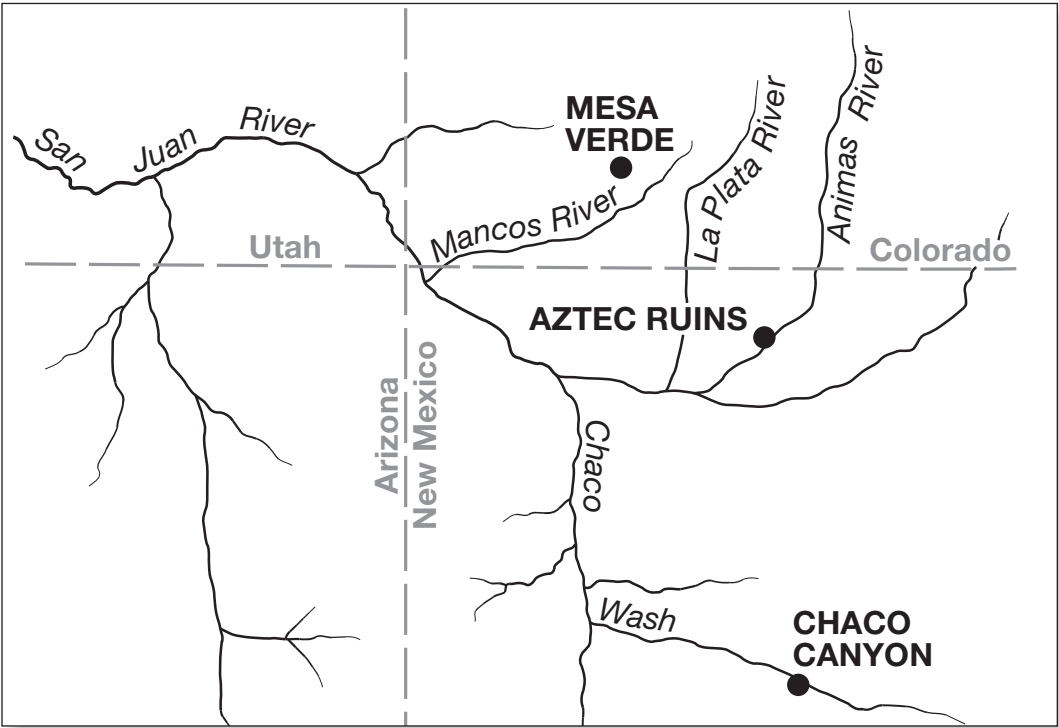 San Juan River
MESA
VERDE
Mancos River
La Plata River
Animas River
Utah
Colorado
AZTEC RUINS
Arizona
New Mexico
Chaco
Wash
CHACO
CANYON